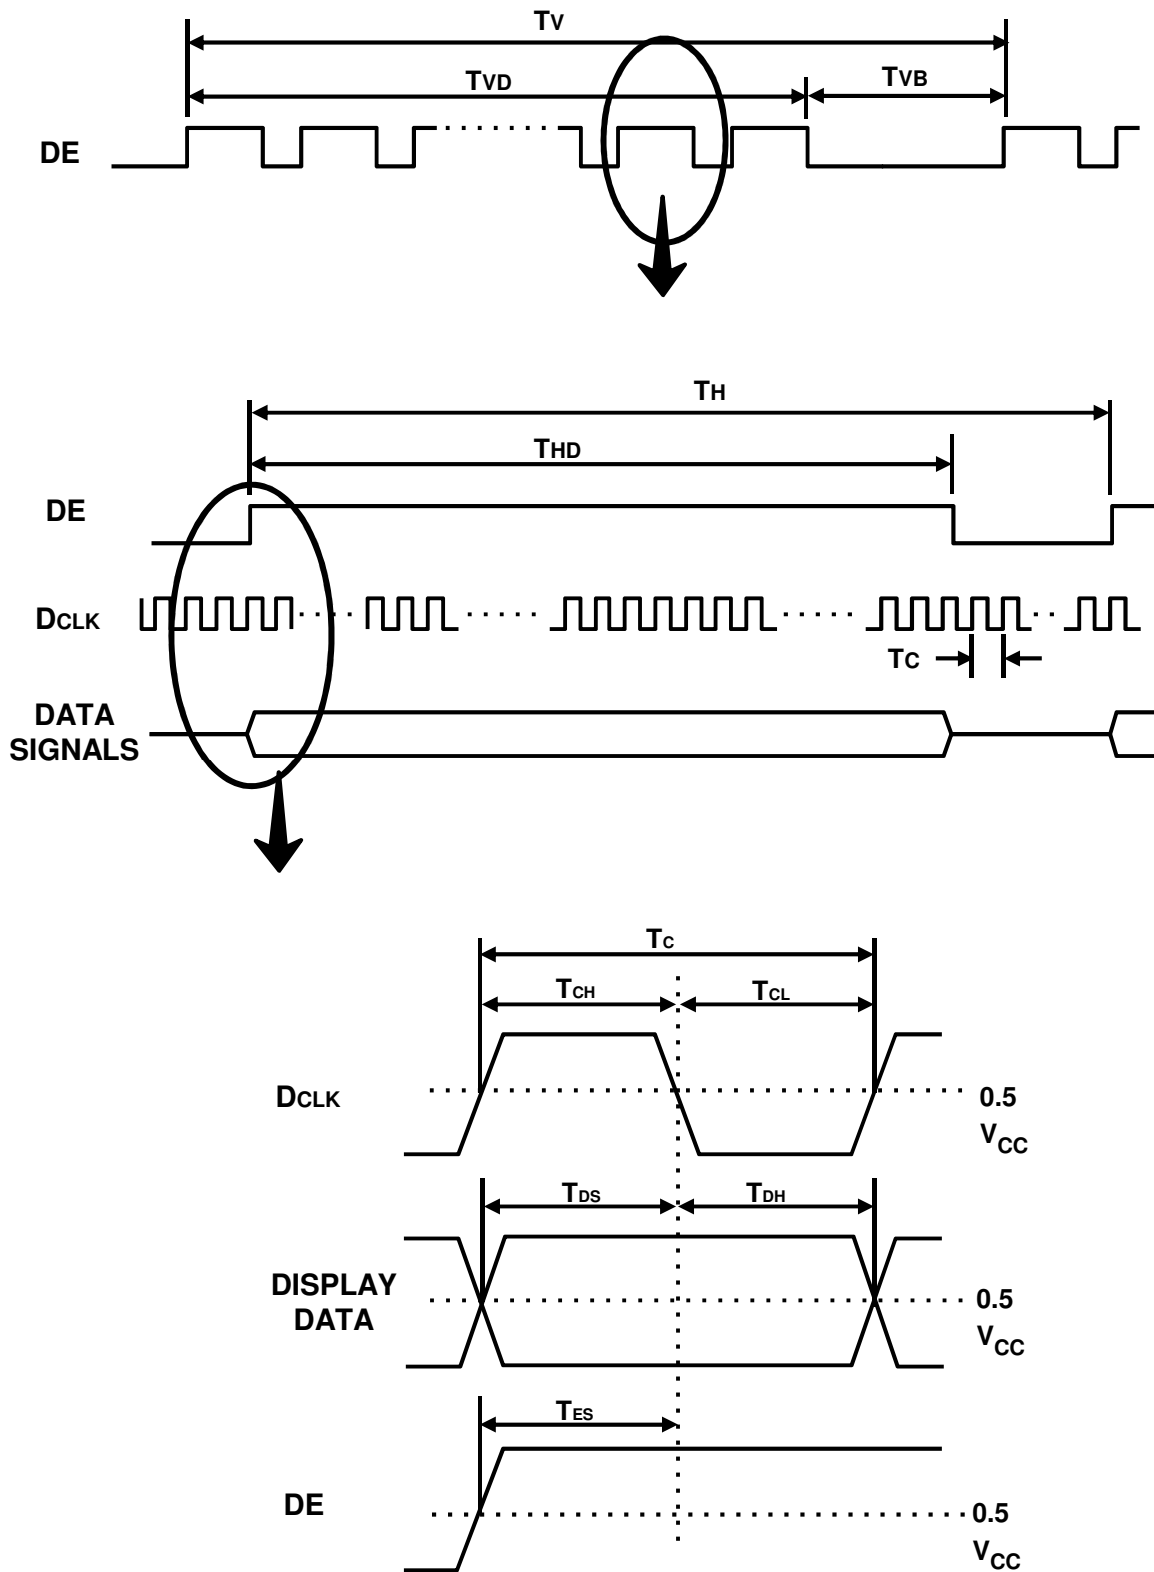 TV
TVD
TVB
DE
TH
THD
DE
DCLK
TC
DATA
SIGNALS
TC
TCH
TCL
DCLK
0.5
VCC
TDS
TDH
DISPLAY
DATA
0.5
VCC
TES
DE
0.5
VCC